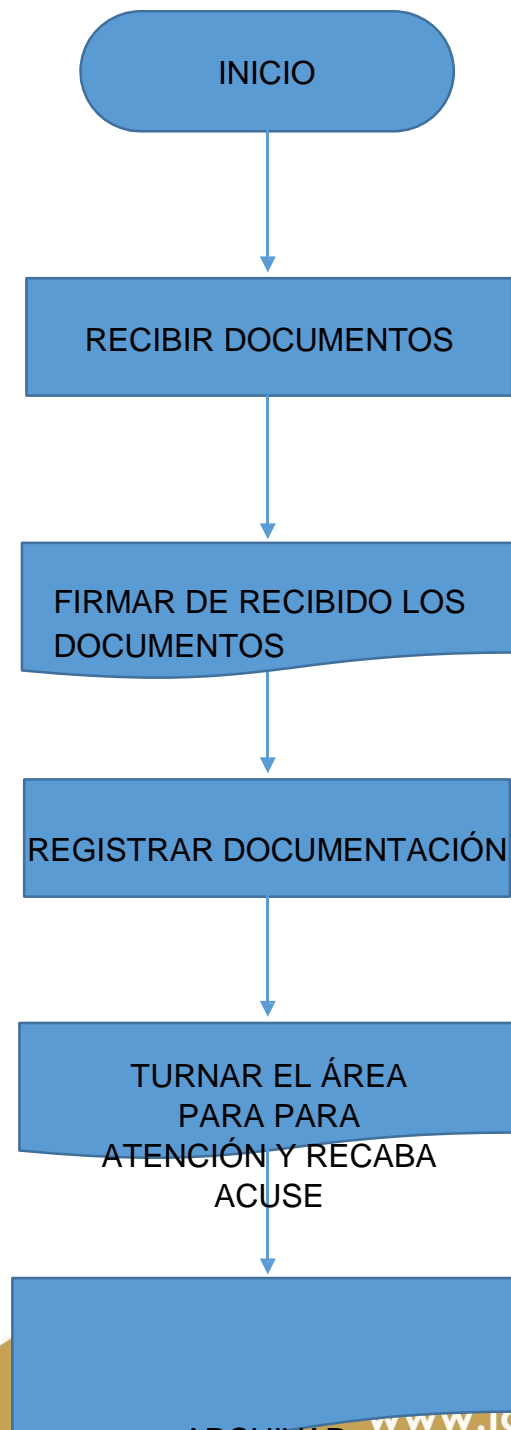 INICIO
RECIBIR DOCUMENTOS
FIRMAR DE RECIBIDO LOS
DOCUMENTOS
REGISTRAR DOCUMENTACIÓN
TURNAR EL ÁREA
PARA PARA
ATENCIÓN Y RECABA
ACUSE